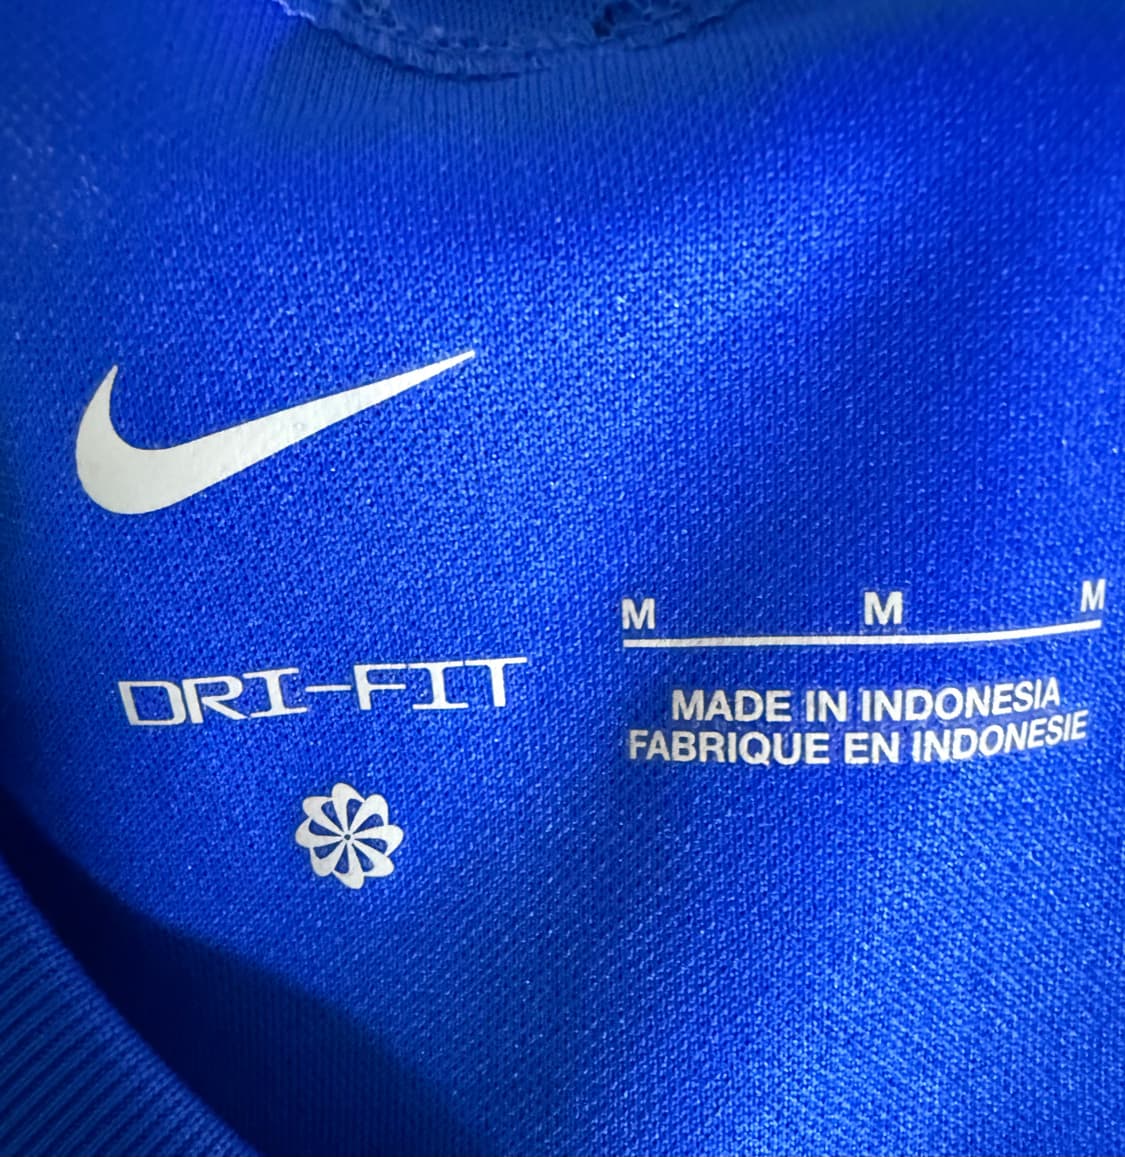 DRI-FIT
M M M
MADE IN INDONESIA
FABRIQUE EN INDONESIE